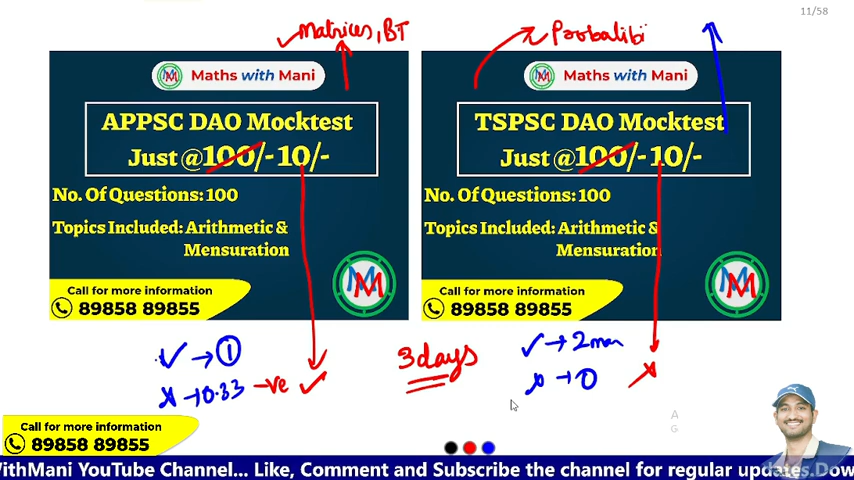 11/58
Matrices, BT
Probalibi
Maths with Mani
APPSC DAO Mocktest
Just @100/- 10/-
No. Of Questions: 100
Topics Included: Arithmetic &
Mensuration
Call for more information
89858 89855
Maths with Mani
TSPSC DAO Mocktest
Just @100/- 10/-
No. Of Questions: 100
Topics Included: Arithmetic &
Mensuration
Call for more information
89858 89855
✓ → 1
x → 0.33 -ve ✓
3days
✓ → 2 mar
x → 0 x
A
G
Call for more information
89858 89855
WithMani YouTube Channel... Like, Comment and Subscribe the channel for regular updates.Dow